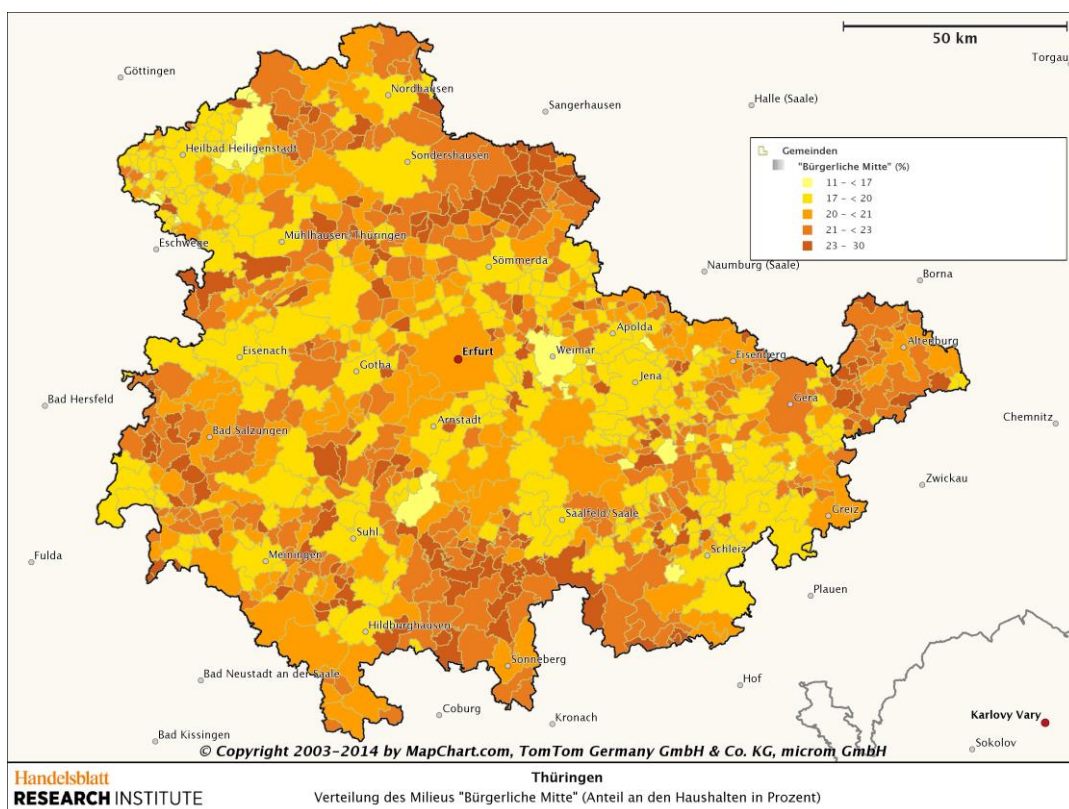 50 km
Torgau
Göttingen
Nordhausen
Sangerhausen
Halle (Saale)
Gemeinden
"Bürgerliche Mitte" (%)
11 - < 17
17 - < 20
20 - < 21
21 - < 23
23 - 30
Heilbad Heiligenstadt
Sondershausen
Eschwege
Mühlhausen/Thüringen
Sömmerda
Naumburg (Saale)
Borna
Apolda
Altenburg
Eisenach
Erfurt
Weimar
Eisenberg
Gotha
Jena
Bad Hersfeld
Gera
Chemnitz
Arnstadt
Bad Salzungen
Zwickau
Saalfeld/Saale
Greiz
Suhl
Fulda
Meiningen
Schleiz
Plauen
Hildburghausen
Sonneberg
Bad Neustadt an der Saale
Hof
Coburg
Kronach
Karlovy Vary
Bad Kissingen
Sokolov
© Copyright 2003-2014 by MapChart.com, TomTom Germany GmbH & Co. KG, microm GmbH
Handelsblatt
RESEARCH INSTITUTE
Thüringen
Verteilung des Milieus "Bürgerliche Mitte" (Anteil an den Haushalten in Prozent)